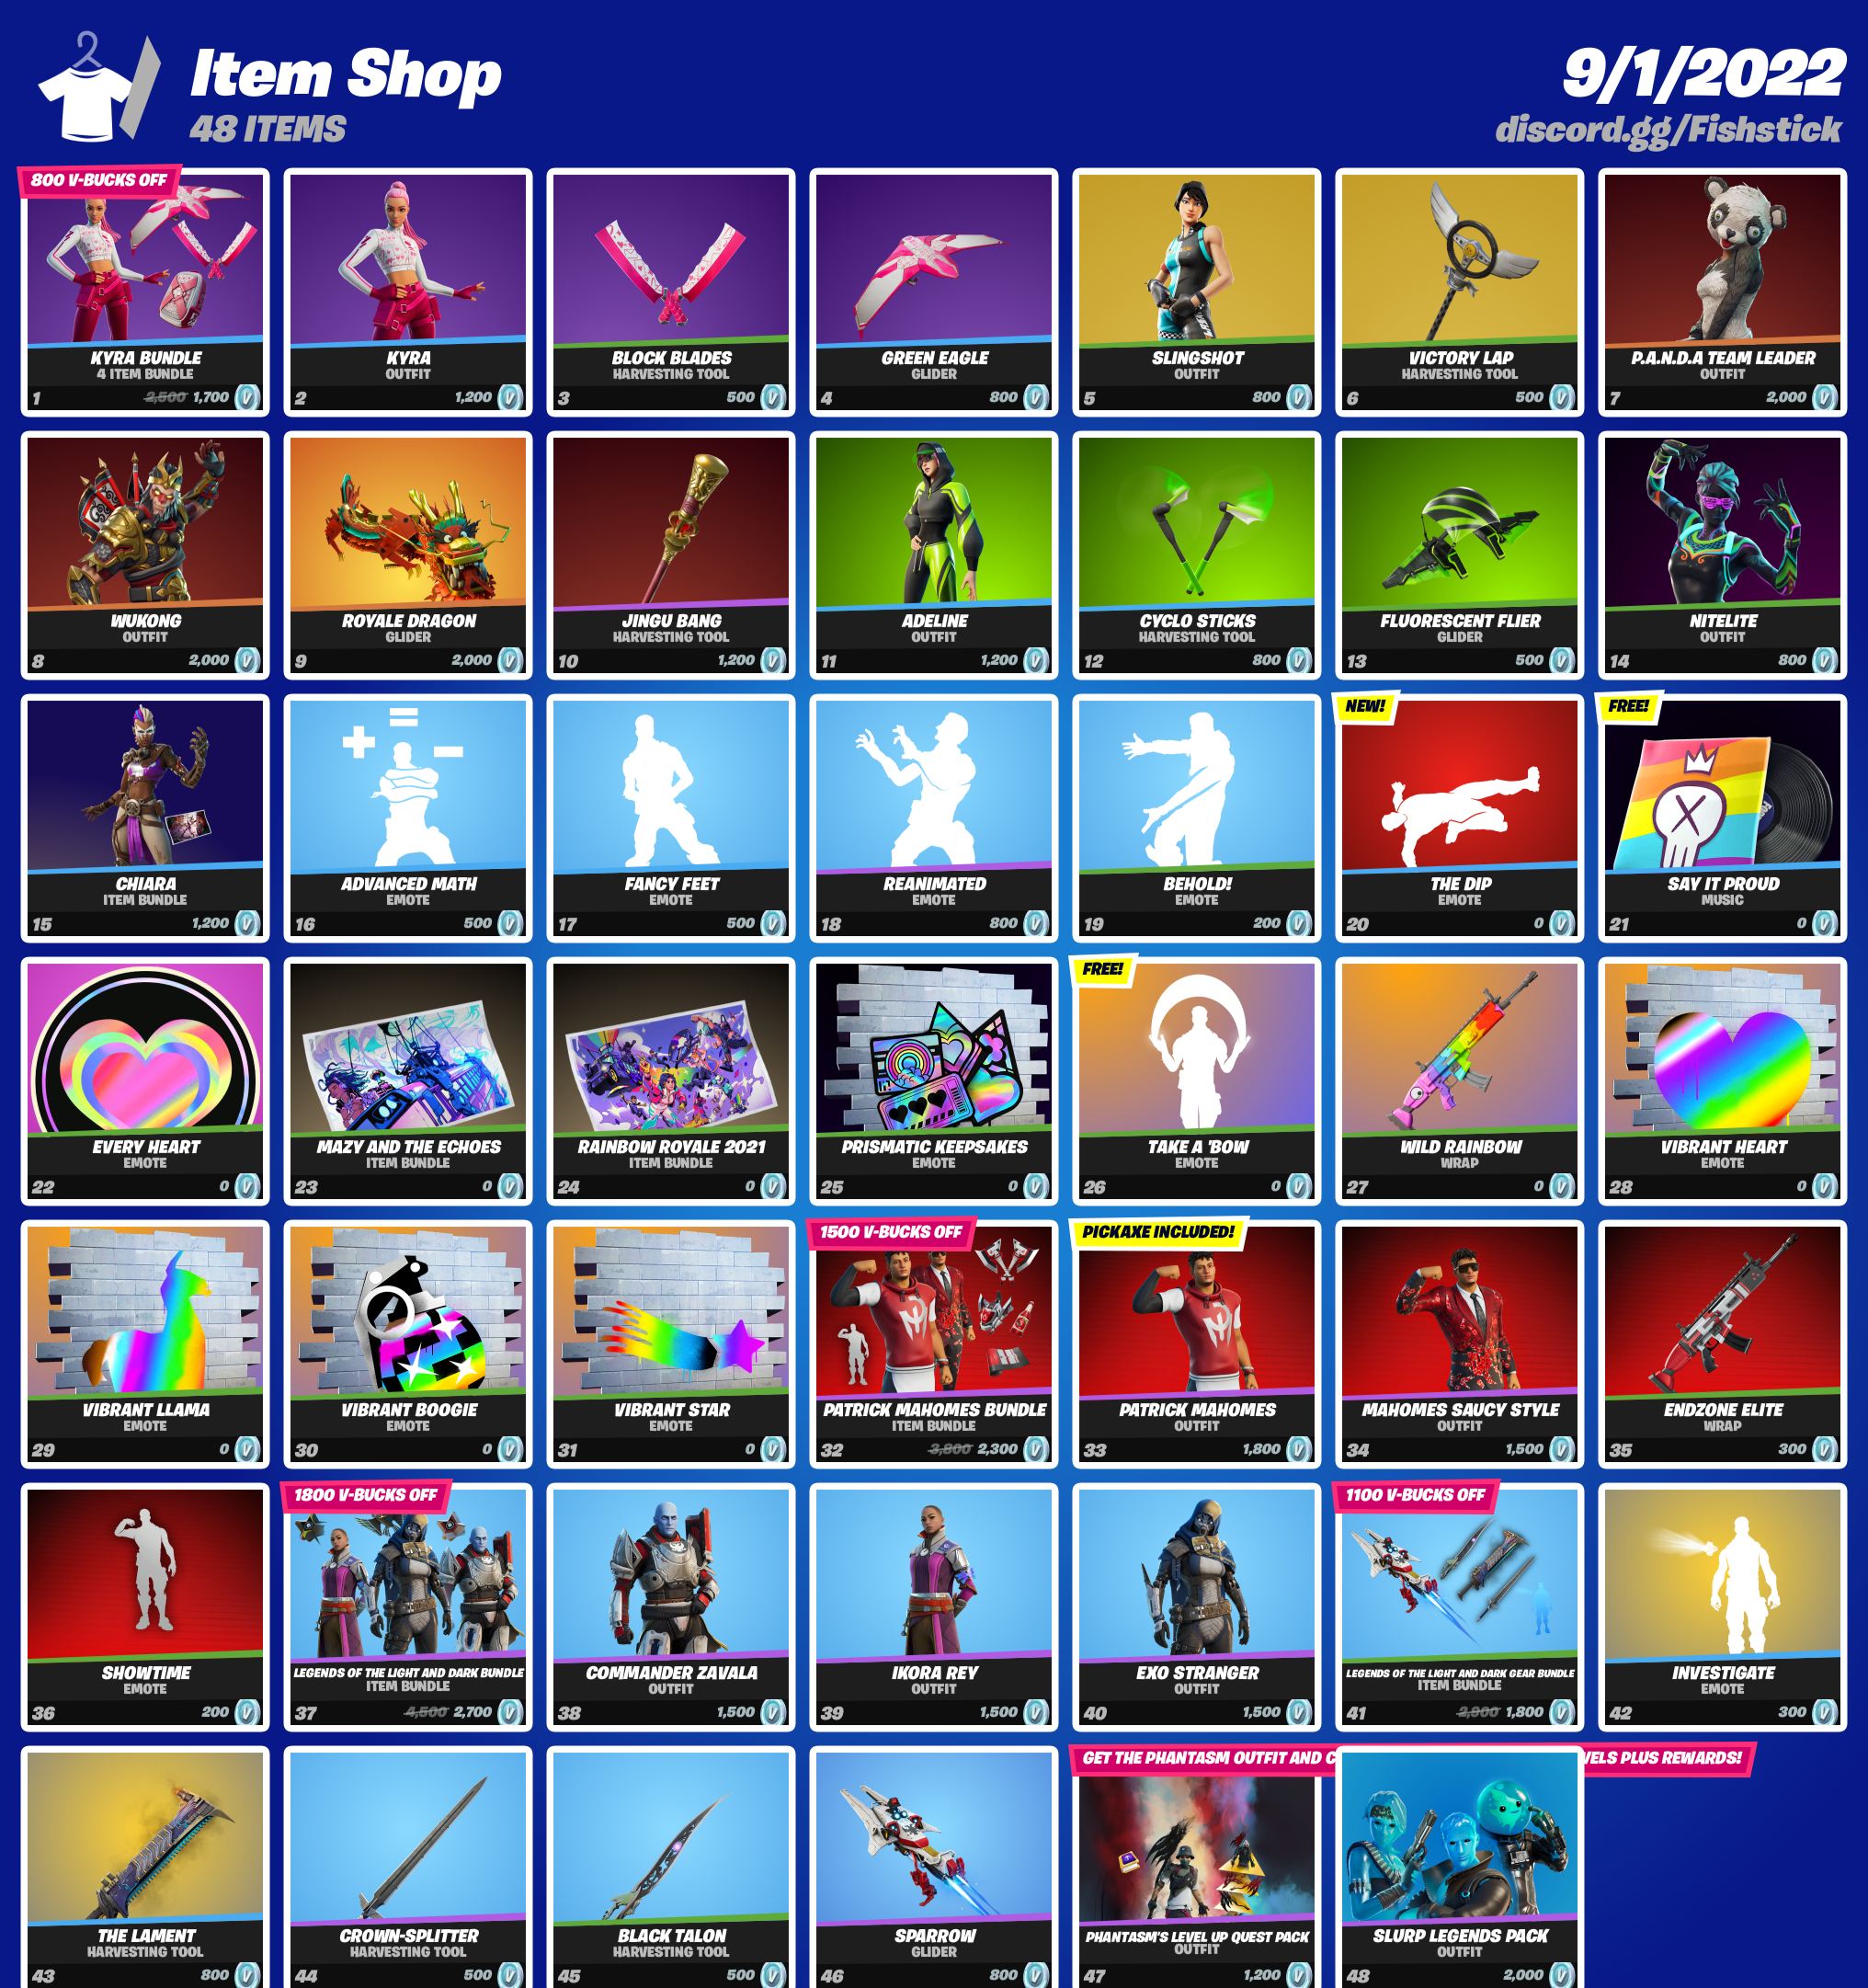 Item Shop
48 ITEMS
9/1/2022
discord.gg/Fishstick
800 V-BUCKS OFF
KYRA BUNDLE
4 ITEM BUNDLE
1 2,500 1,700
KYRA
OUTFIT
2 1,200
BLOCK BLADES
HARVESTING TOOL
3 500
GREEN EAGLE
GLIDER
4 800
SLINGSHOT
OUTFIT
5 800
VICTORY LAP
HARVESTING TOOL
6 500
P.A.N.D.A TEAM LEADER
OUTFIT
7 2,000
WUKONG
OUTFIT
8 2,000
ROYALE DRAGON
GLIDER
9 2,000
JINGU BANG
HARVESTING TOOL
10 1,200
ADELINE
OUTFIT
11 1,200
CYCLO STICKS
HARVESTING TOOL
12 800
FLUORESCENT FLIER
GLIDER
13 500
NITELITE
OUTFIT
14 800
CHIARA
ITEM BUNDLE
15 1,200
ADVANCED MATH
EMOTE
16 500
FANCY FEET
EMOTE
17 500
REANIMATED
EMOTE
18 800
BEHOLD!
EMOTE
19 200
NEW!
THE DIP
EMOTE
20 0
FREE!
SAY IT PROUD
MUSIC
21 0
EVERY HEART
EMOTE
22 0
MAZY AND THE ECHOES
ITEM BUNDLE
23 0
RAINBOW ROYALE 2021
ITEM BUNDLE
24 0
PRISMATIC KEEPSAKES
EMOTE
25 0
FREE!
TAKE A 'BOW
EMOTE
26 0
WILD RAINBOW
WRAP
27 0
VIBRANT HEART
EMOTE
28 0
VIBRANT LLAMA
EMOTE
29 0
VIBRANT BOOGIE
EMOTE
30 0
VIBRANT STAR
EMOTE
31 0
1500 V-BUCKS OFF
PATRICK MAHOMES BUNDLE
ITEM BUNDLE
32 3,800 2,300
PICKAXE INCLUDED!
PATRICK MAHOMES
OUTFIT
33 1,800
MAHOMES SAUCY STYLE
OUTFIT
34 1,500
ENDZONE ELITE
WRAP
35 300
SHOWTIME
EMOTE
36 200
1800 V-BUCKS OFF
LEGENDS OF THE LIGHT AND DARK BUNDLE
ITEM BUNDLE
37 4,500 2,700
COMMANDER ZAVALA
OUTFIT
38 1,500
IKORA REY
OUTFIT
39 1,500
EXO STRANGER
OUTFIT
40 1,500
1100 V-BUCKS OFF
LEGENDS OF THE LIGHT AND DARK GEAR BUNDLE
ITEM BUNDLE
41 2,900 1,800
INVESTIGATE
EMOTE
42 300
THE LAMENT
HARVESTING TOOL
43 800
CROWN-SPLITTER
HARVESTING TOOL
44 500
BLACK TALON
HARVESTING TOOL
45 500
SPARROW
GLIDER
46 800
GET THE PHANTASM OUTFIT AND PLUS REWARDS!
PHANTASM'S LEVEL UP QUEST PACK
OUTFIT
47 1,200
SLURP LEGENDS PACK
OUTFIT
48 2,000